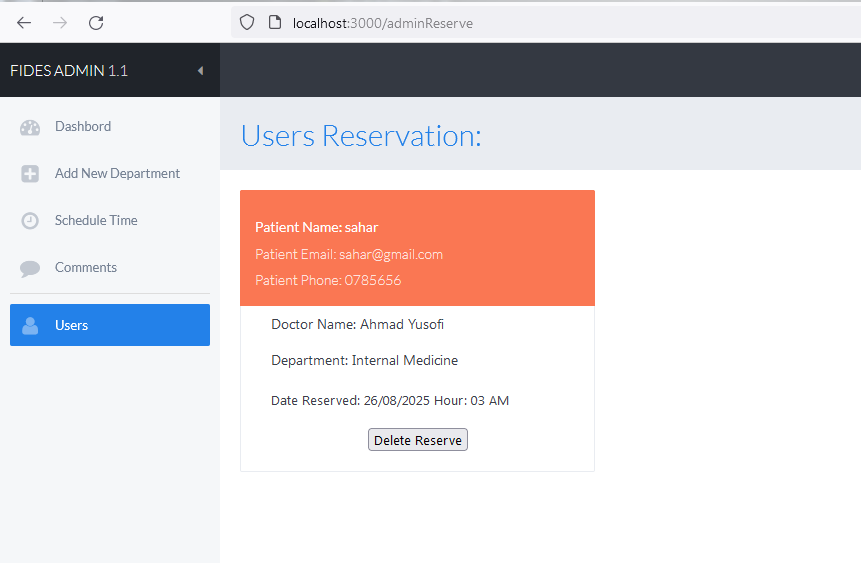 localhost:3000/adminReserve
FIDES ADMIN 1.1
Dashbord
Add New Department
Schedule Time
Comments
Users
Users Reservation:
Patient Name: sahar
Patient Email: sahar@gmail.com
Patient Phone: 0785656
Doctor Name: Ahmad Yusofi
Department: Internal Medicine
Date Reserved: 26/08/2025 Hour: 03 AM
Delete Reserve